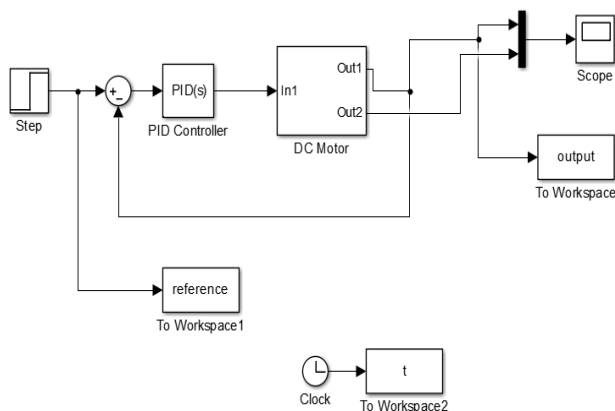 Step
+
−
PID(s)
PID Controller
In1
Out1
Out2
DC Motor
Scope
output
To Workspace
reference
To Workspace1
Clock
t
To Workspace2